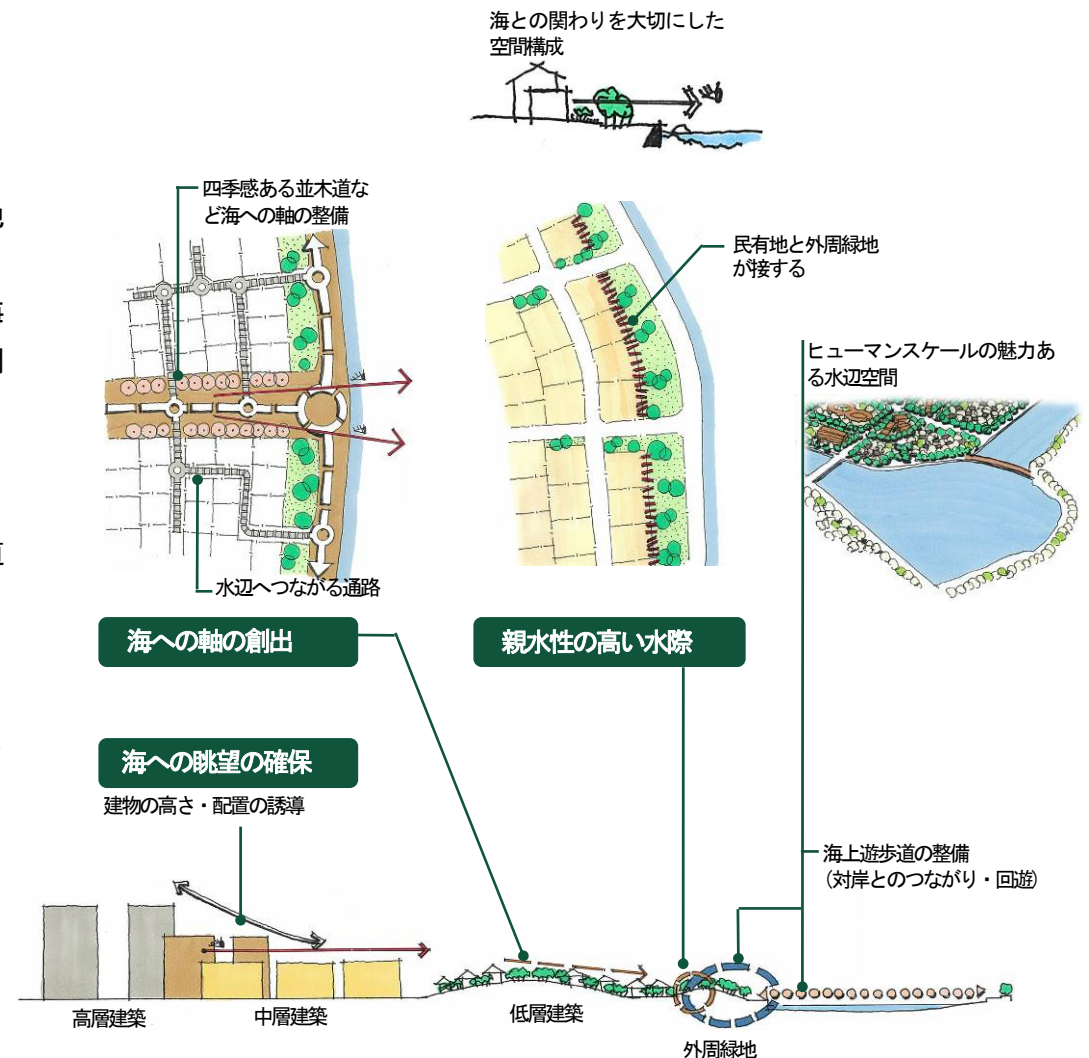 海との関わりを大切にした
空間構成
四季感ある並木道な
ど海への軸の整備
民有地と外周緑地
が接する
ヒューマンスケールの魅力あ
る水辺空間
水辺へつながる通路
海への軸の創出
親水性の高い水際
海への眺望の確保
建物の高さ・配置の誘導
海上遊歩道の整備
（対岸とのつながり・回遊）
高層建築
中層建築
低層建築
外周緑地